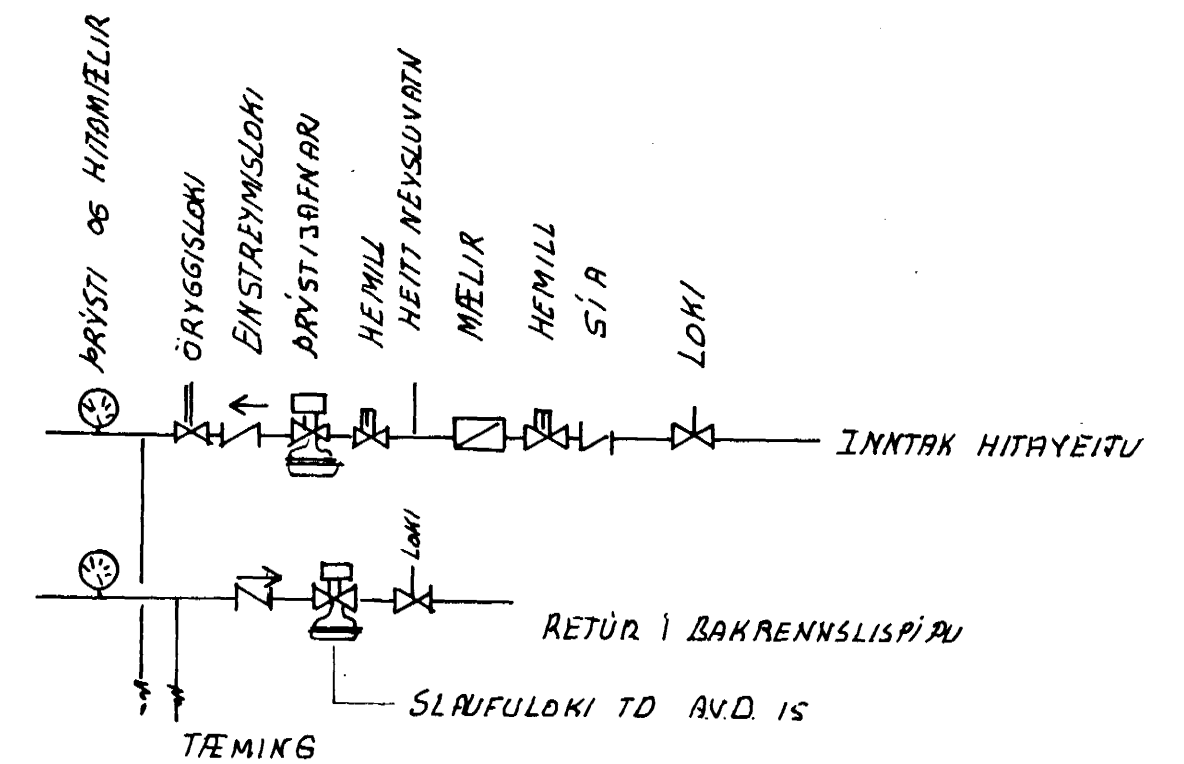 ÞRÝSTI OG HITAMÆLIR
ÖRYGGISLOKI
EINSTREYMISLOKI
ÞRÝSTIJAFNARI
HEMILL
HEITT NEYSLUVATN
MÆLIR
HEMILL
SÍA
LOKI
INNTAK HITAVEITU
LOKI
RETÚR Í BAKRENNSLISPÍPU
SLAUFULOKI TD A.V.D. 15
TÆMING